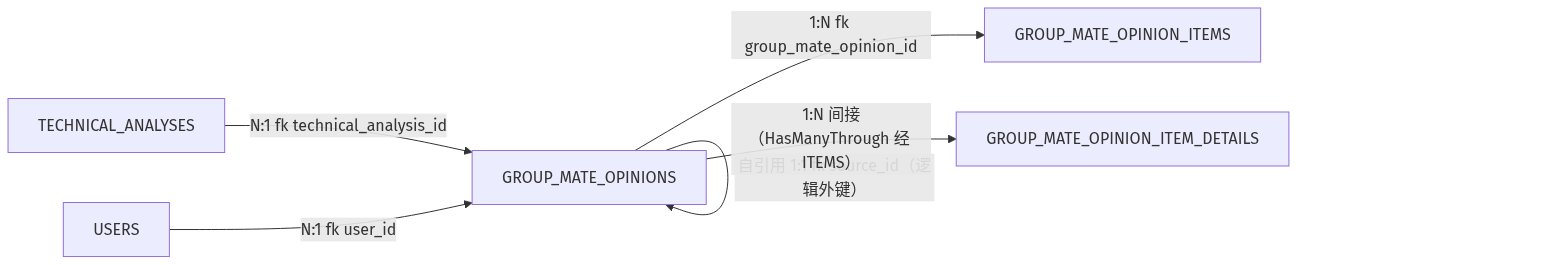 1:N fk
group_mate_opinion_id
GROUP_MATE_OPINION_ITEMS
TECHNICAL_ANALYSES
N:1 fk technical_analysis_id
1:N 间接
（HasManyThrough 经
ITEMS）
GROUP_MATE_OPINION_ITEM_DETAILS
GROUP_MATE_OPINIONS
自引用
辑外键）
USERS
N:1 fk user_id